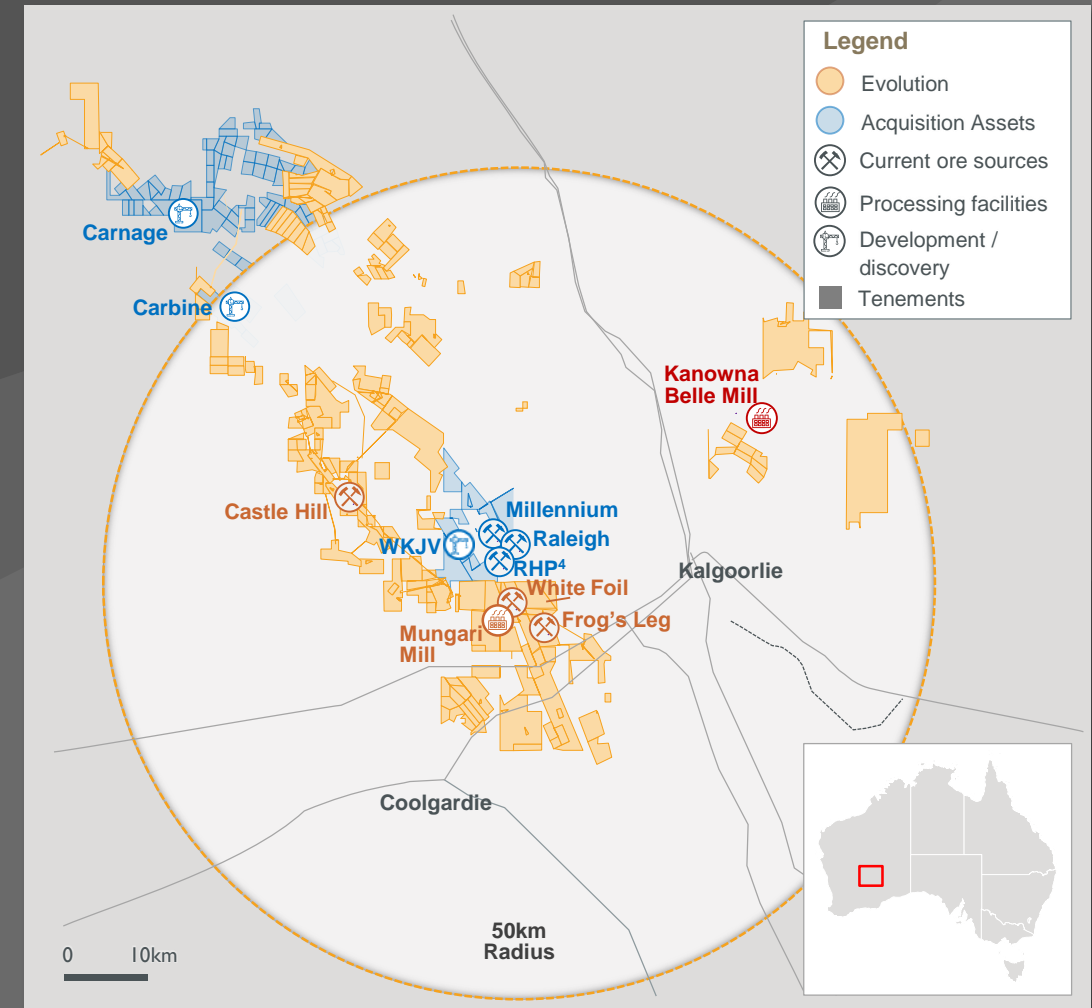 Legend
Evolution
Acquisition Assets
Current ore sources
Processing facilities
Development /
discovery
Tenements
Carnage
Carbine
Kanowna
Belle Mill
Castle Hill
Millennium
WKJV
Raleigh
RHP⁴
Kalgoorlie
White Foil
Frog's Leg
Mungari
Mill
Coolgardie
50km
Radius
0 10km